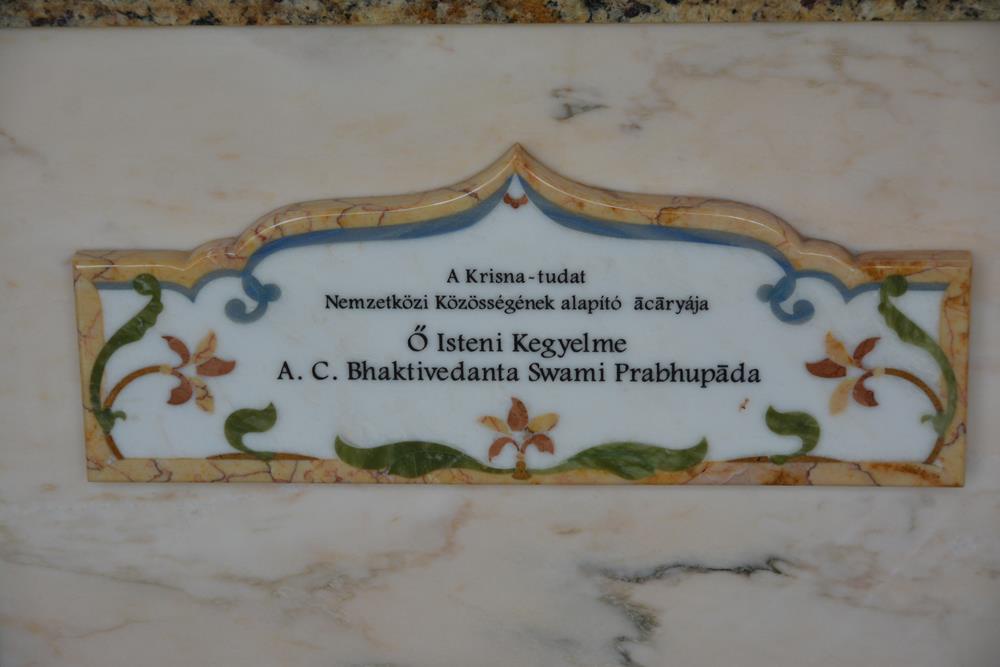 A Krisna-tudat
Nemzetközi Közösségének alapító ācāryája
Ő Isteni Kegyelme
A. C. Bhaktivedanta Swami Prabhupāda